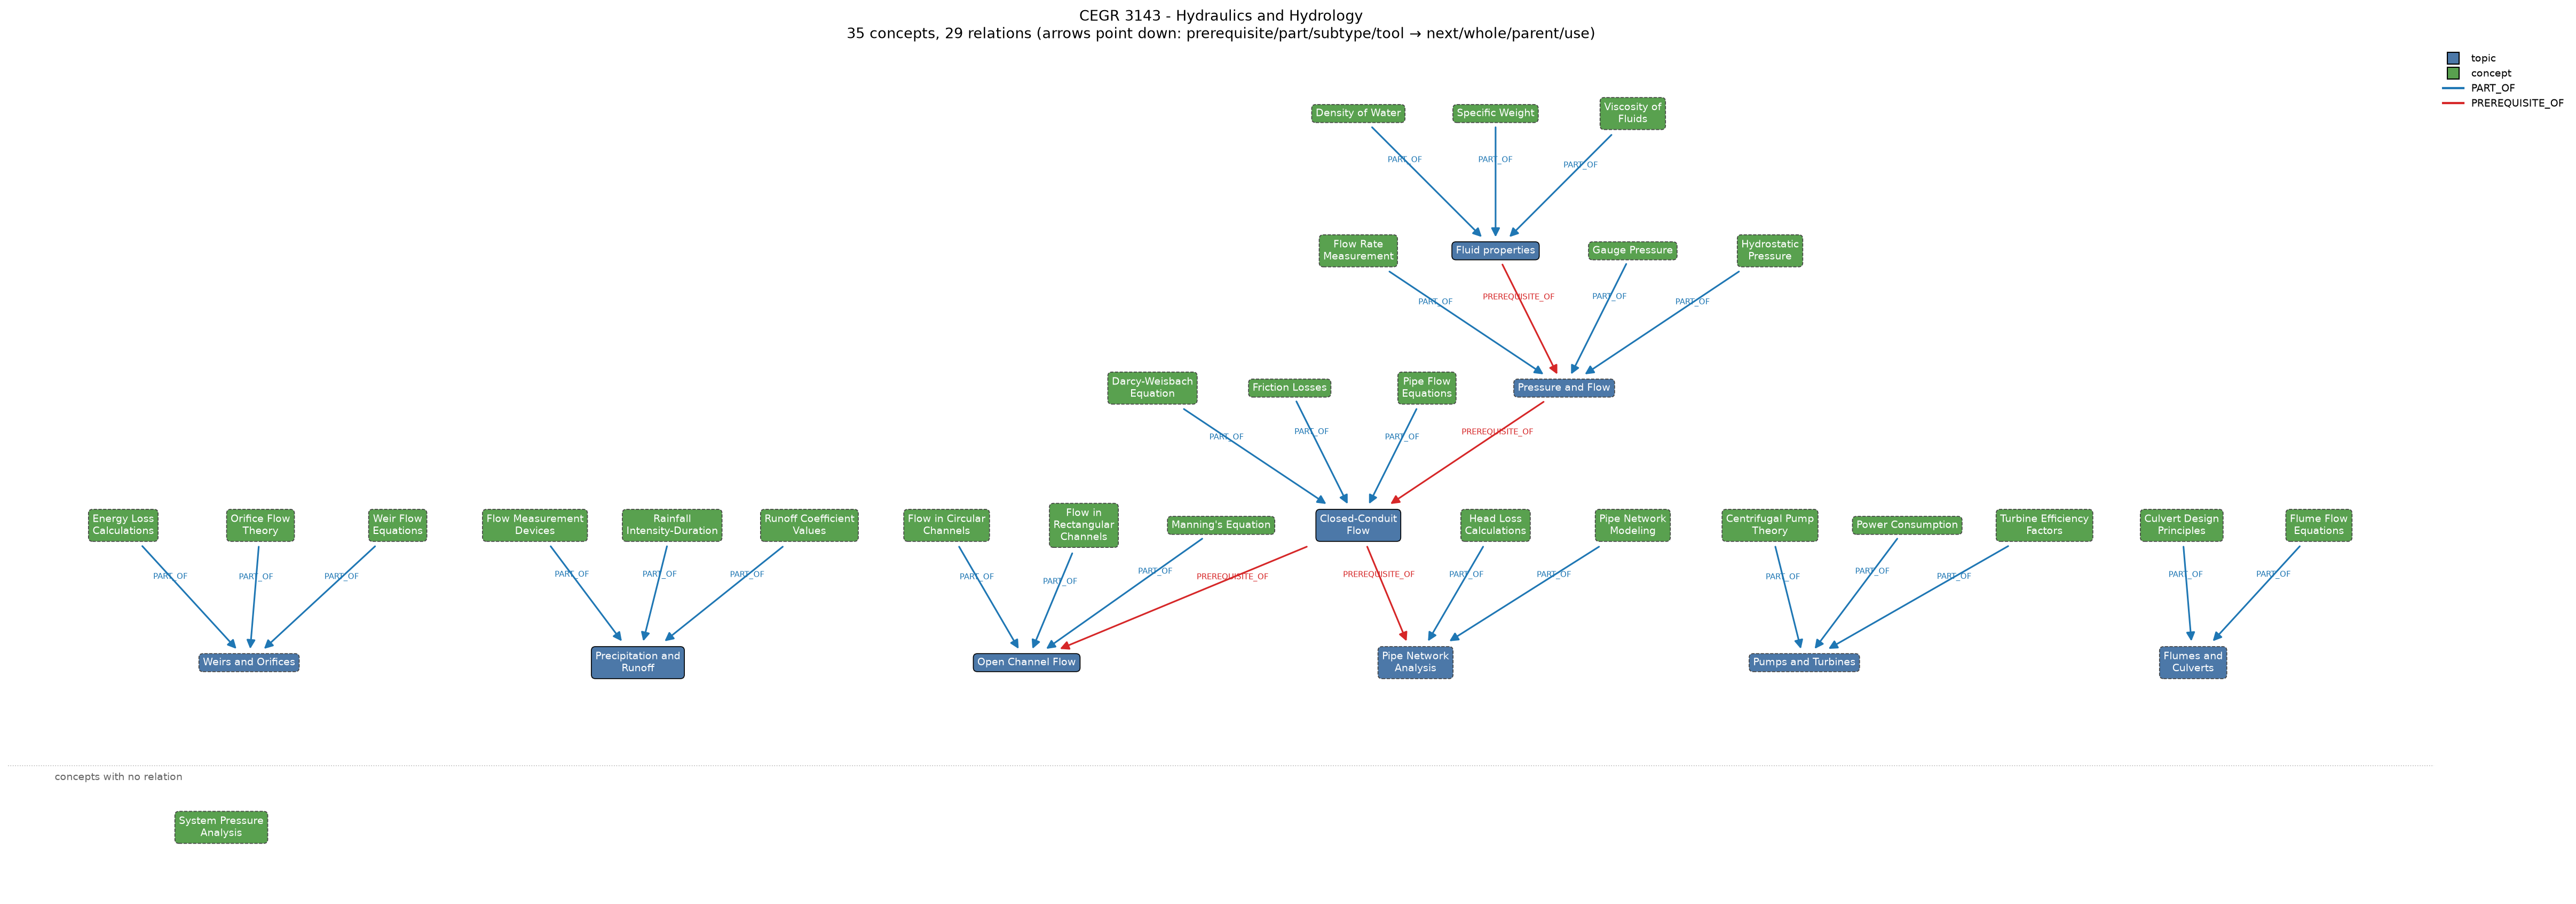 CEGR 3143 - Hydraulics and Hydrology
35 concepts, 29 relations (arrows point down: prerequisite/part/subtype/tool → next/whole/parent/use)
topic
concept
PART_OF
PREREQUISITE_OF
Density of Water
Specific Weight
Viscosity of
Fluids
PART_OF
PART_OF
PART_OF
Flow Rate
Measurement
Fluid properties
Gauge Pressure
Hydrostatic
Pressure
PART_OF
PREREQUISITE_OF
PART_OF
PART_OF
Darcy-Weisbach
Equation
Friction Losses
Pipe Flow
Equations
Pressure and Flow
PART_OF
PART_OF
PART_OF
PREREQUISITE_OF
Energy Loss
Calculations
Orifice Flow
Theory
Weir Flow
Equations
Flow Measurement
Devices
Rainfall
Intensity-Duration
Runoff Coefficient
Values
Flow in Circular
Channels
Flow in
Rectangular
Channels
Manning's Equation
Closed-Conduit
Flow
Head Loss
Calculations
Pipe Network
Modeling
Centrifugal Pump
Theory
Power Consumption
Turbine Efficiency
Factors
Culvert Design
Principles
Flume Flow
Equations
PART_OF
PART_OF
PART_OF
PART_OF
PART_OF
PART_OF
PART_OF
PART_OF
PART_OF
PREREQUISITE_OF
PREREQUISITE_OF
PART_OF
PART_OF
PART_OF
PART_OF
PART_OF
PART_OF
PART_OF
Weirs and Orifices
Precipitation and
Runoff
Open Channel Flow
Pipe Network
Analysis
Pumps and Turbines
Flumes and
Culverts
concepts with no relation
System Pressure
Analysis